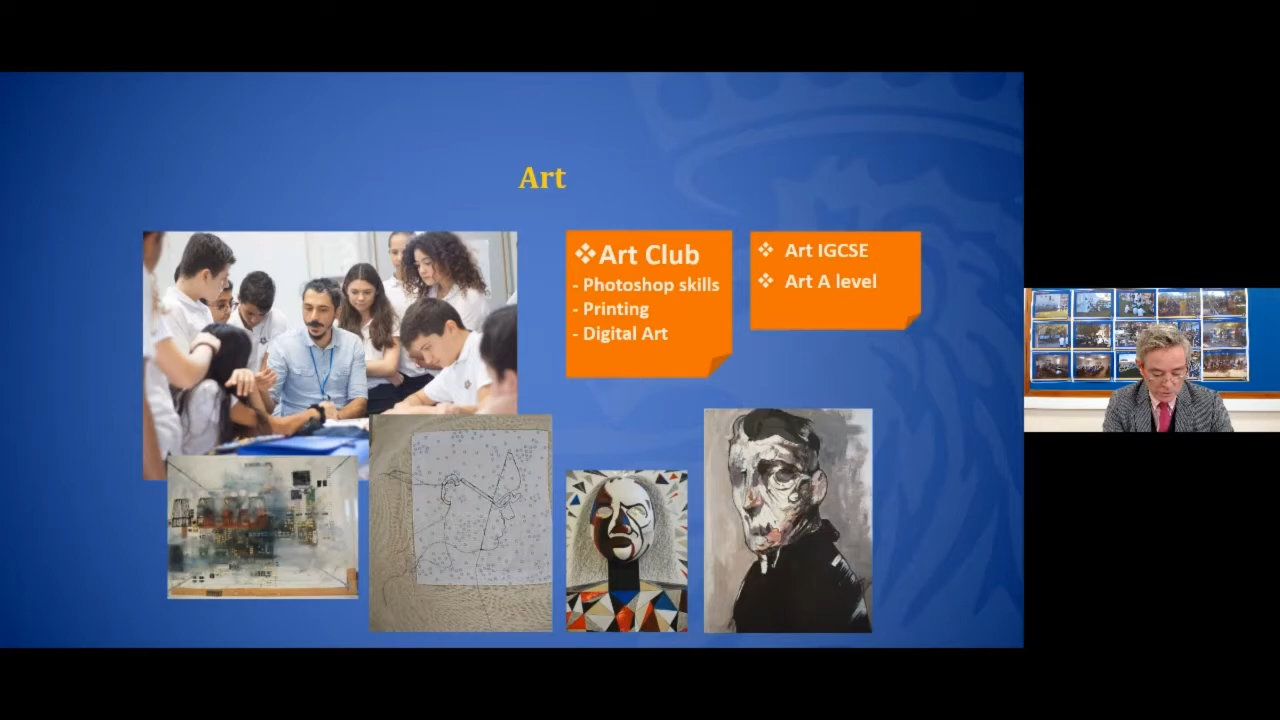 Art
❖Art Club
- Photoshop skills
- Printing
- Digital Art
❖ Art IGCSE
❖ Art A level